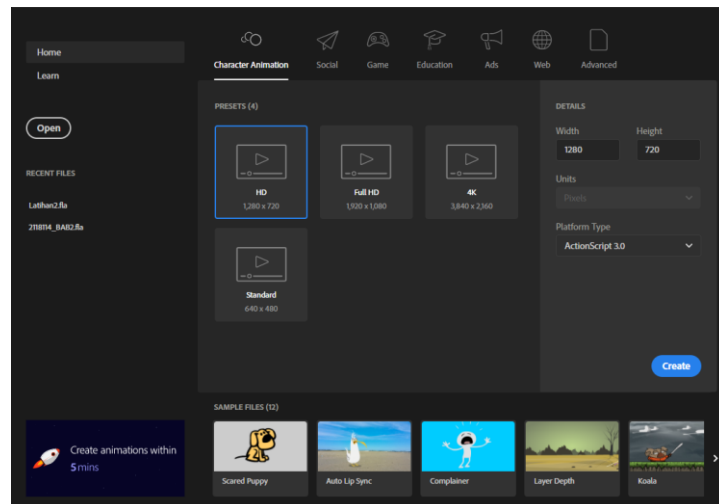 Home
Learn
Open
RECENT FILES
Latihan2.fla
2118114_BAB2.fla
Create animations within
5 mins
Character Animation
Social
Game
Education
Ads
Web
Advanced
PRESETS (4)
HD
1,280 x 720
Full HD
1,920 x 1,080
4K
3,840 x 2,160
Standard
640 x 480
DETAILS
Width
Height
1280
720
Units
Pixels
Platform Type
ActionScript 3.0
Create
SAMPLE FILES (12)
Scared Puppy
Auto Lip Sync
Complainer
Layer Depth
Koala